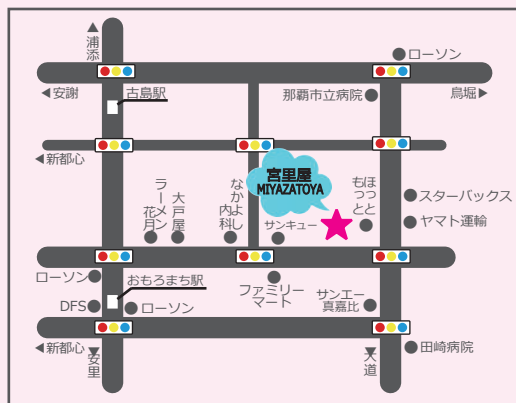 浦添
ローソン
安謝
古島駅
那覇市立病院
鳥堀
新都心
宮里屋
MIYAZATOYA
ほっと
もっと
スターバックス
ヤマト運輸
なかよし
内科
大戸屋
ラーメン
花月
サンキュー
ローソン
おもろまち駅
ファミリー
マート
サンエー
真嘉比
DFS
ローソン
新都心
安里
大道
田崎病院